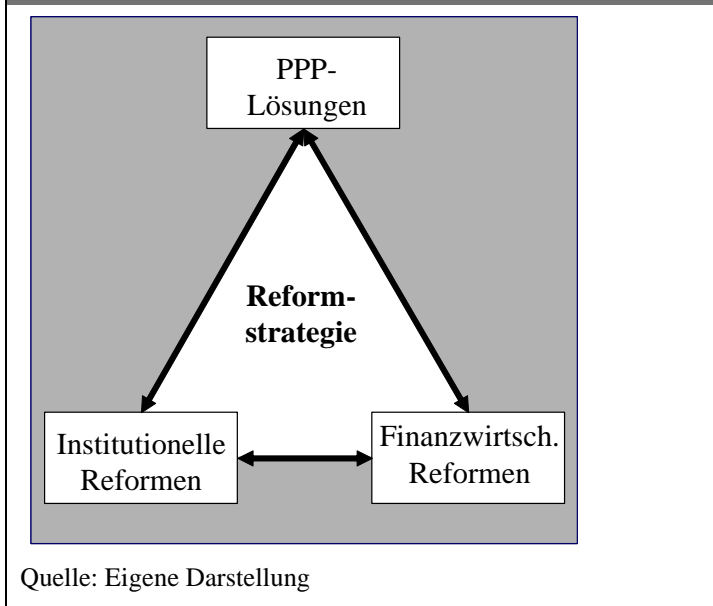 PPP-
Lösungen
Reform-
strategie
Institutionelle
Reformen
Finanzwirtsch.
Reformen
Quelle: Eigene Darstellung